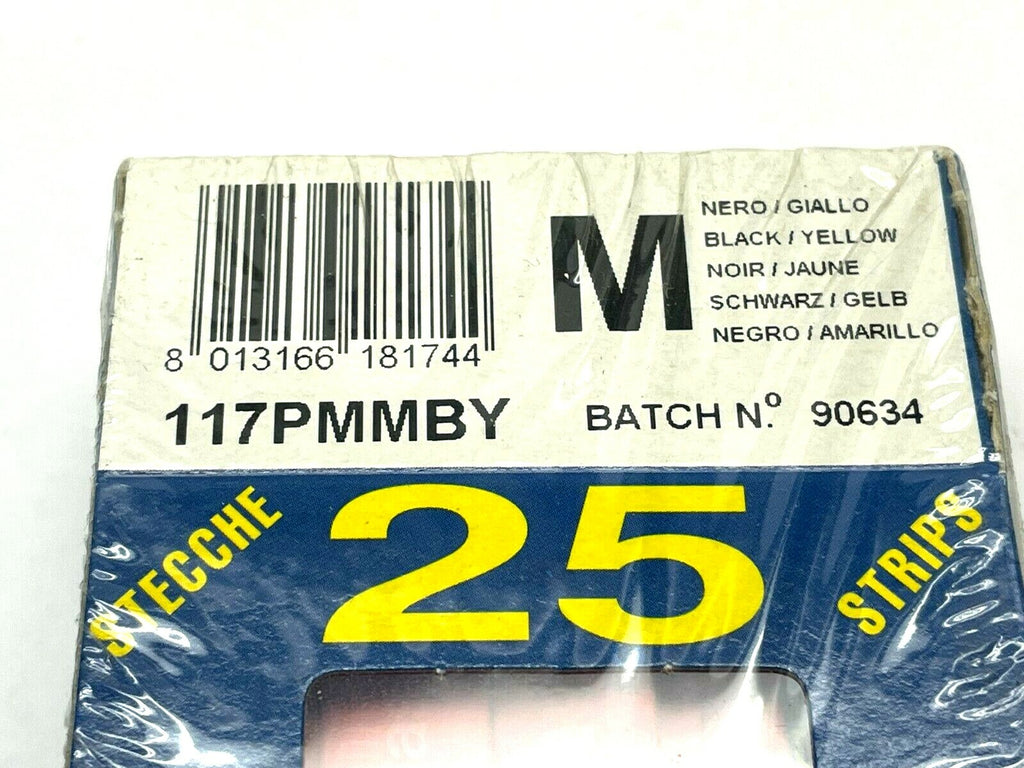 8 013166 181744
M
NERO / GIALLO
BLACK / YELLOW
NOIR / JAUNE
SCHWARZ / GELB
NEGRO / AMARILLO
117PMMBY
BATCH N.º 90634
STECCHE
25
STRIPS